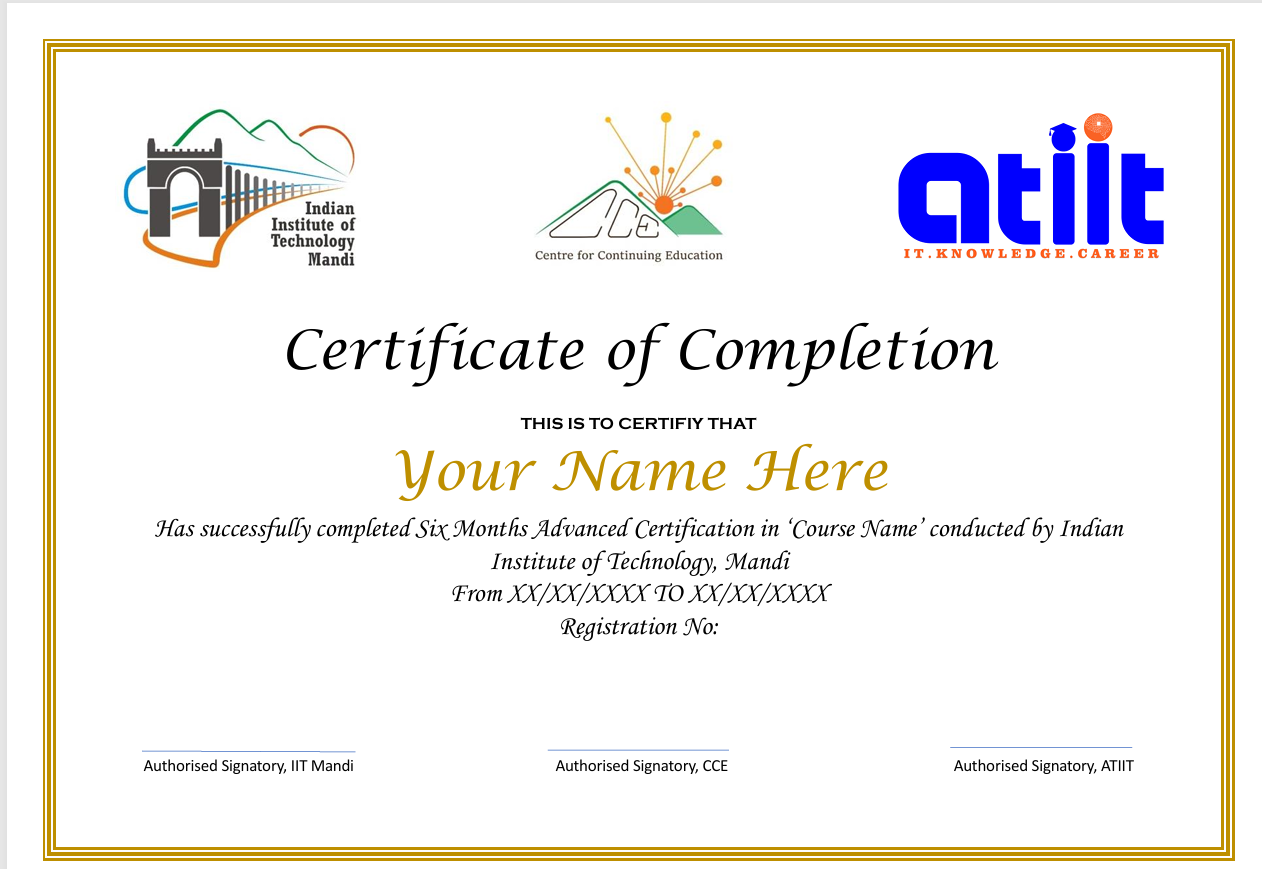 Indian
Institute of
Technology
Mandi
CCE
Centre for Continuing Education
atiit
IT.KNOWLEDGE.CAREER
Certificate of Completion
THIS IS TO CERTIFIY THAT
Your Name Here
Has successfully completed Six Months Advanced Certification in ‘Course Name’ conducted by Indian
Institute of Technology, Mandi
From XX/XX/XXXX TO XX/XX/XXXX
Registration No:
Authorised Signatory, IIT Mandi
Authorised Signatory, CCE
Authorised Signatory, ATIIT